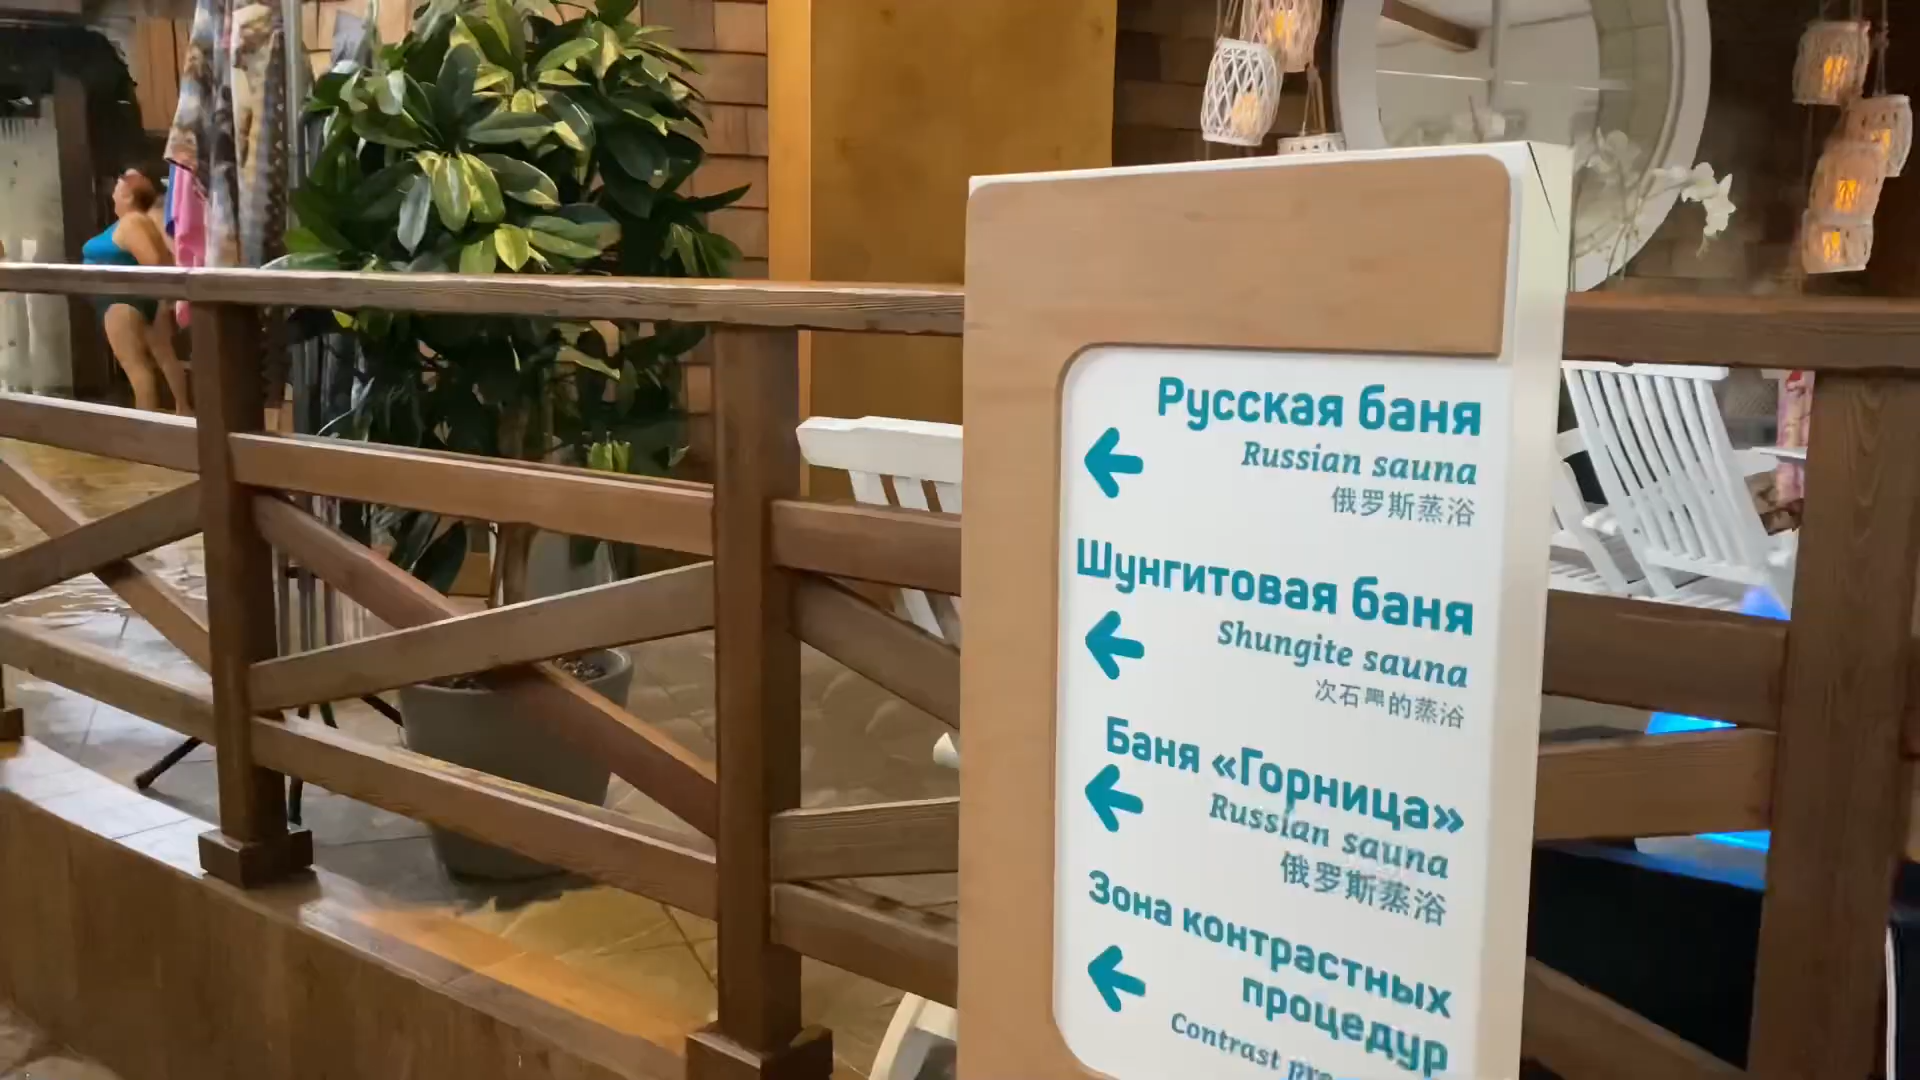 Русская баня
Russian sauna
俄罗斯蒸浴
Шунгитовая баня
Shungite sauna
次石黑的蒸浴
Баня «Горница»
Russian sauna
俄罗斯蒸浴
Зона контрастных
процедур
Contrast